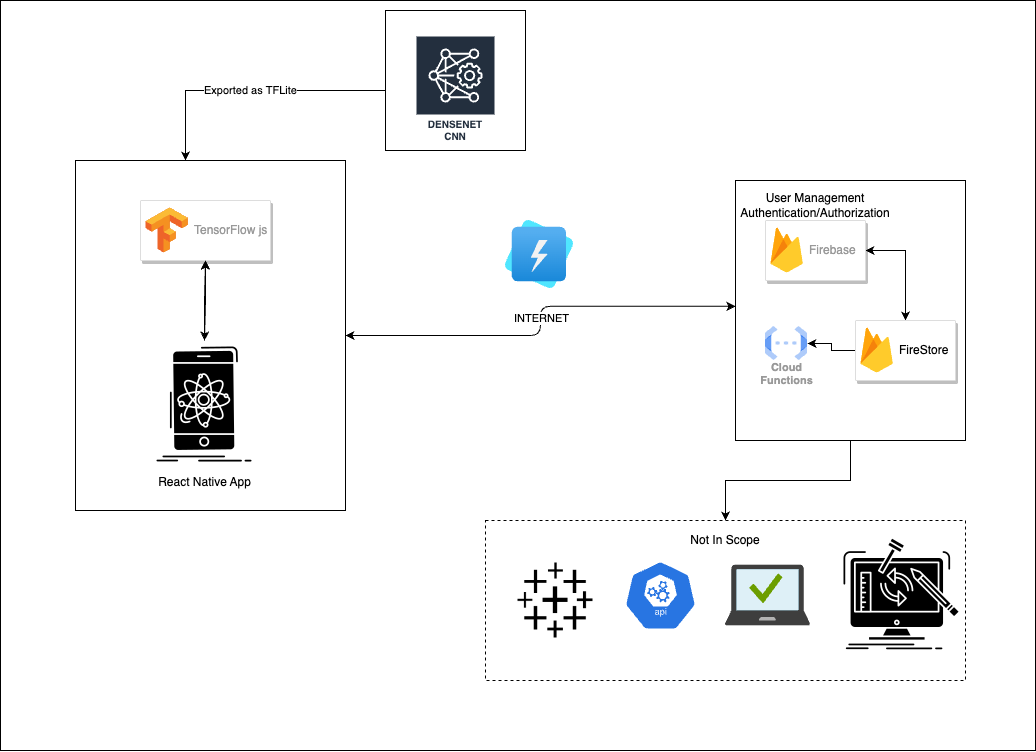 Exported as TFLite
DENSENET
CNN
TensorFlow js
React Native App
INTERNET
User Management
Authentication/Authorization
Firebase
FireStore
Cloud
Functions
Not In Scope
api